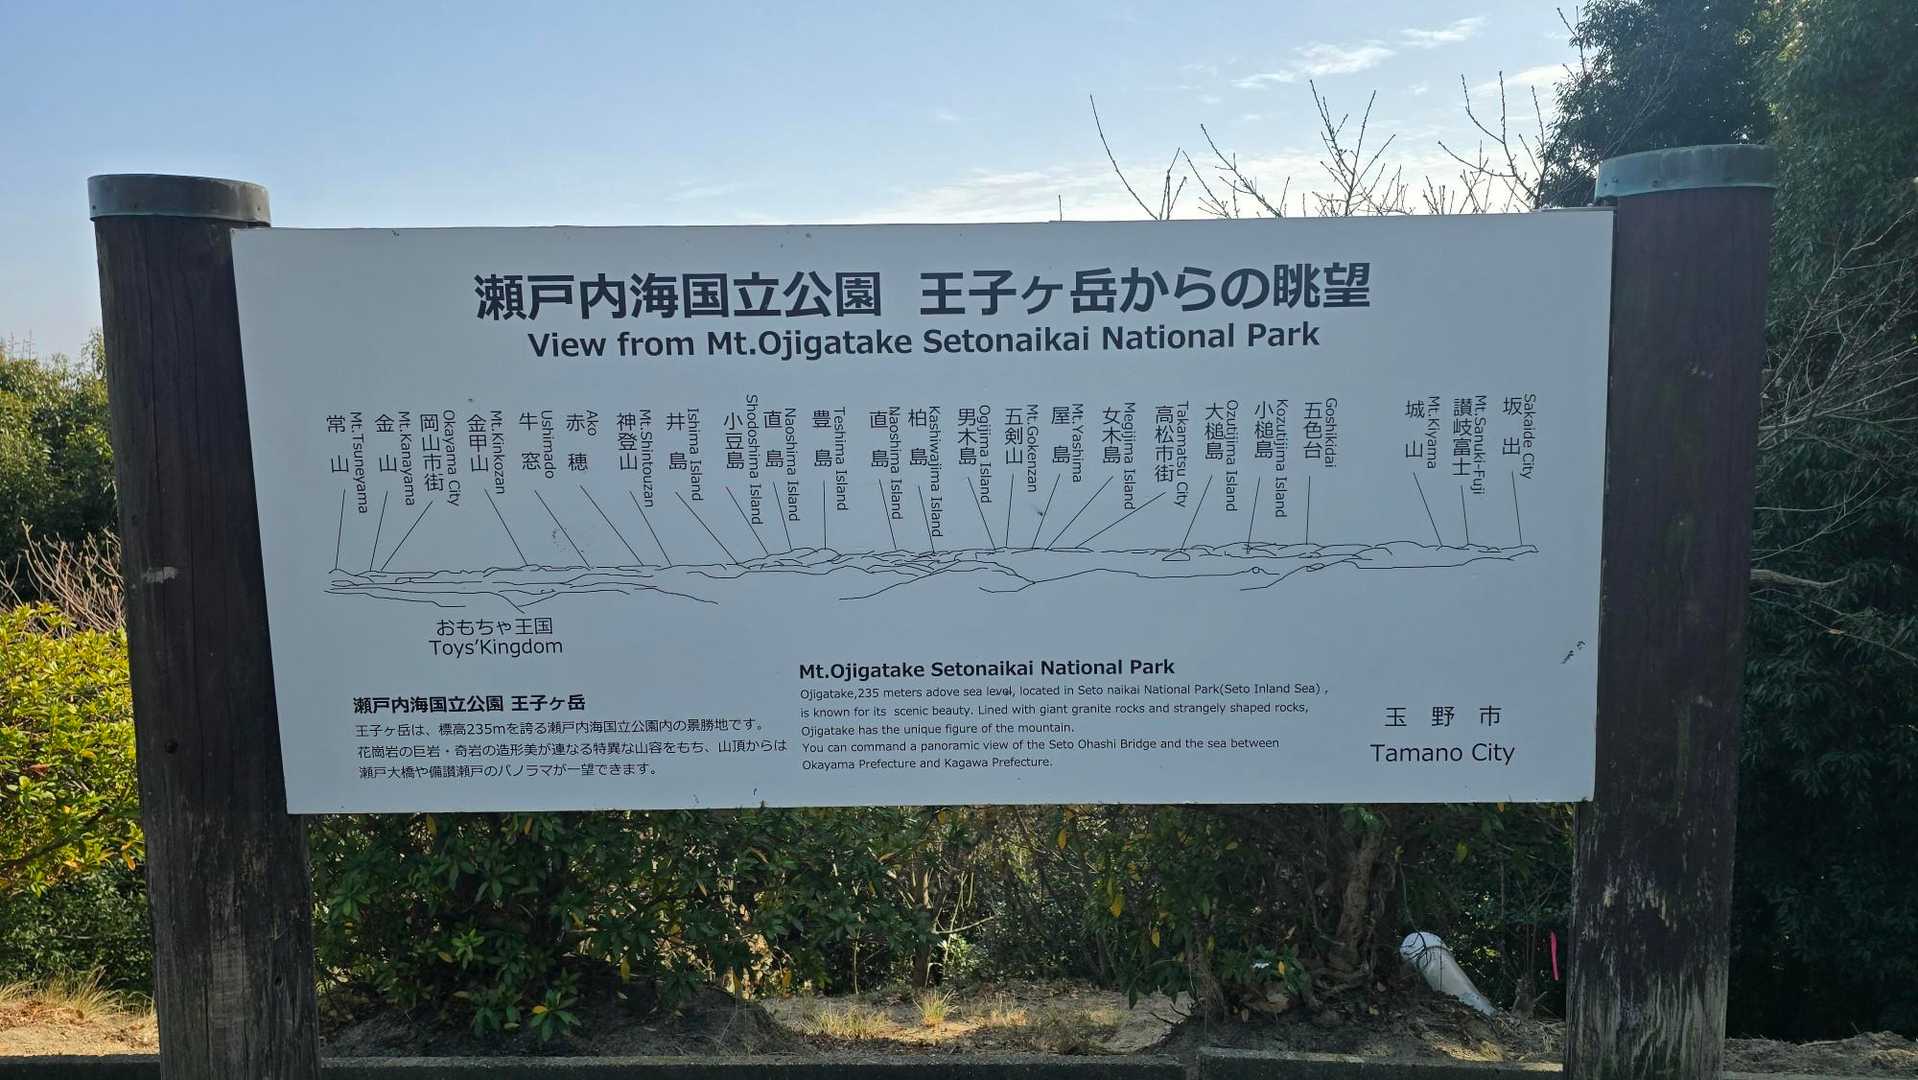 瀬戸内海国立公園 王子ヶ岳からの眺望
View from Mt.Ojigatake Setonaikai National Park
常山
Mt.Tsuneyama
金山
Mt.Kanayama
岡山市街
Okayama City
金甲山
Mt.Kinkozan
牛窓
Ushimado
赤穂
Ako
神登山
Mt.Shintouzan
井島
Ishima Island
小豆島
Shodoshima Island
直島
Naoshima Island
豊島
Teshima Island
直島
Naoshima Island
柏島
Kashiwajima Island
男木島
Ogijima Island
五剣山
Mt.Gokenzan
屋島
Mt.Yashima
女木島
Megijima Island
高松市街
Takamatsu City
大槌島
Ozutijima Island
小槌島
Kozutijima Island
五色台
Goshikidai
城山
Mt.Kiyama
讃岐富士
Mt.Sanuki-Fuji
坂出
Sakaide City
おもちゃ王国
Toys'Kingdom
瀬戸内海国立公園 王子ヶ岳
王子ヶ岳は、標高235mを誇る瀬戸内海国立公園内の景勝地です。
花崗岩の巨岩・奇岩の造形美が連なる特異な山容をもち、山頂からは
瀬戸大橋や備讃瀬戸のパノラマが一望できます。
Mt.Ojigatake Setonaikai National Park
Ojigatake,235 meters adove sea level, located in Seto naikai National Park(Seto Inland Sea) ,
is known for its scenic beauty. Lined with giant granite rocks and strangely shaped rocks,
Ojigatake has the unique figure of the mountain.
You can command a panoramic view of the Seto Ohashi Bridge and the sea between
Okayama Prefecture and Kagawa Prefecture.
玉野市
Tamano City